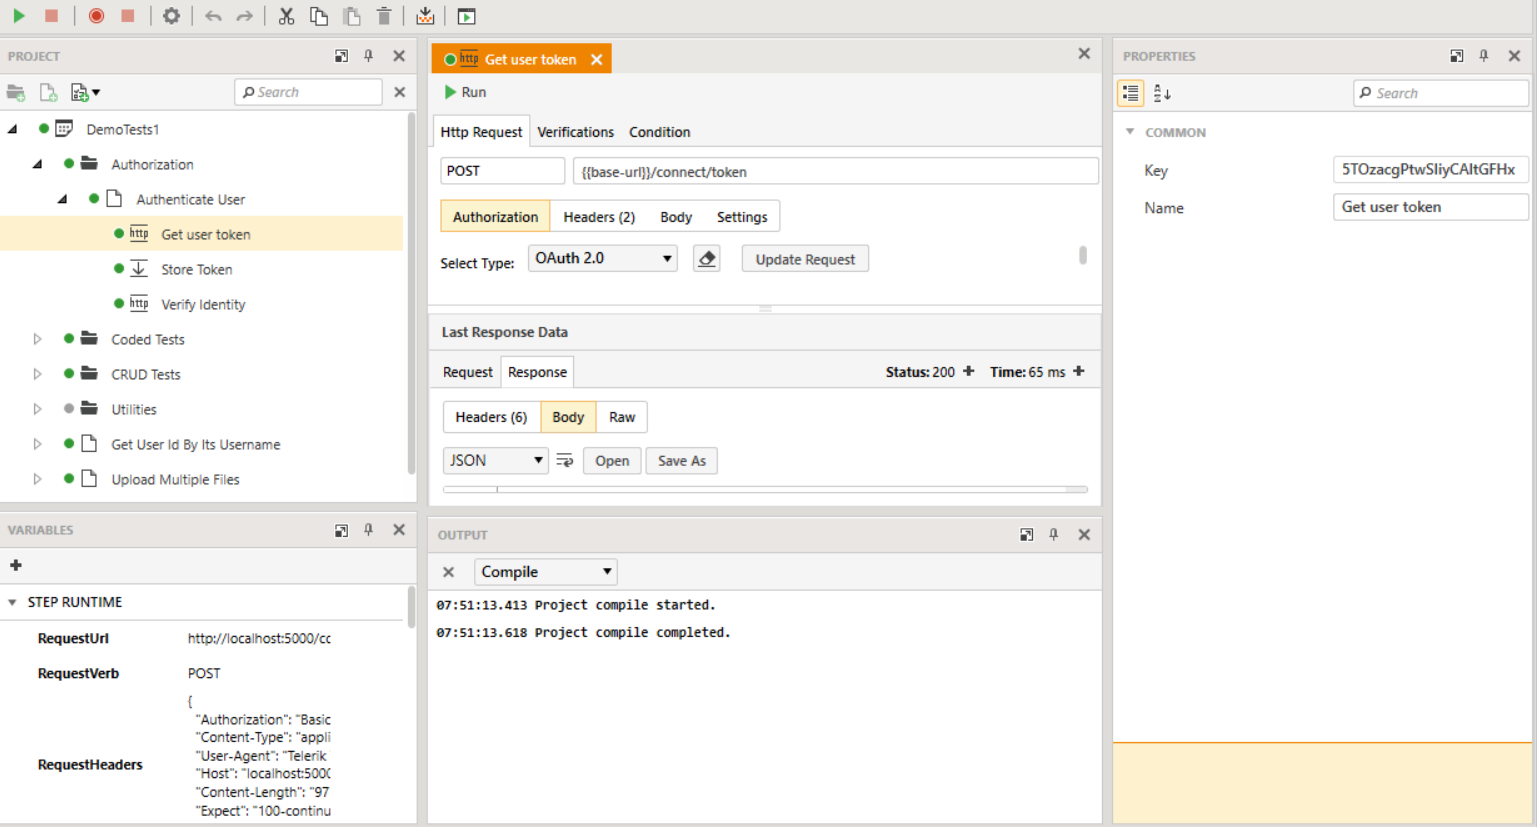 PROJECT
Search
DemoTests1
Authorization
Authenticate User
http Get user token
Store Token
http Verify Identity
Coded Tests
CRUD Tests
Utilities
Get User Id By Its Username
Upload Multiple Files
VARIABLES
STEP RUNTIME
RequestUrl http://localhost:5000/cc
RequestVerb POST
RequestHeaders
{
"Authorization": "Basic
"Content-Type": "appli
"User-Agent": "Telerik
"Host": "localhost:500(
"Content-Length": "97
"Expect": "100-continu
http Get user token
Run
Http Request Verifications Condition
POST {{base-url}}/connect/token
Authorization Headers (2) Body Settings
Select Type: OAuth 2.0 Update Request
Last Response Data
Request Response Status: 200 Time: 65 ms
Headers (6) Body Raw
JSON Open Save As
OUTPUT
Compile
07:51:13.413 Project compile started.
07:51:13.618 Project compile completed.
PROPERTIES
A
Z
Search
COMMON
Key 5TOzacgPtwSIiyCAItGFHx
Name Get user token